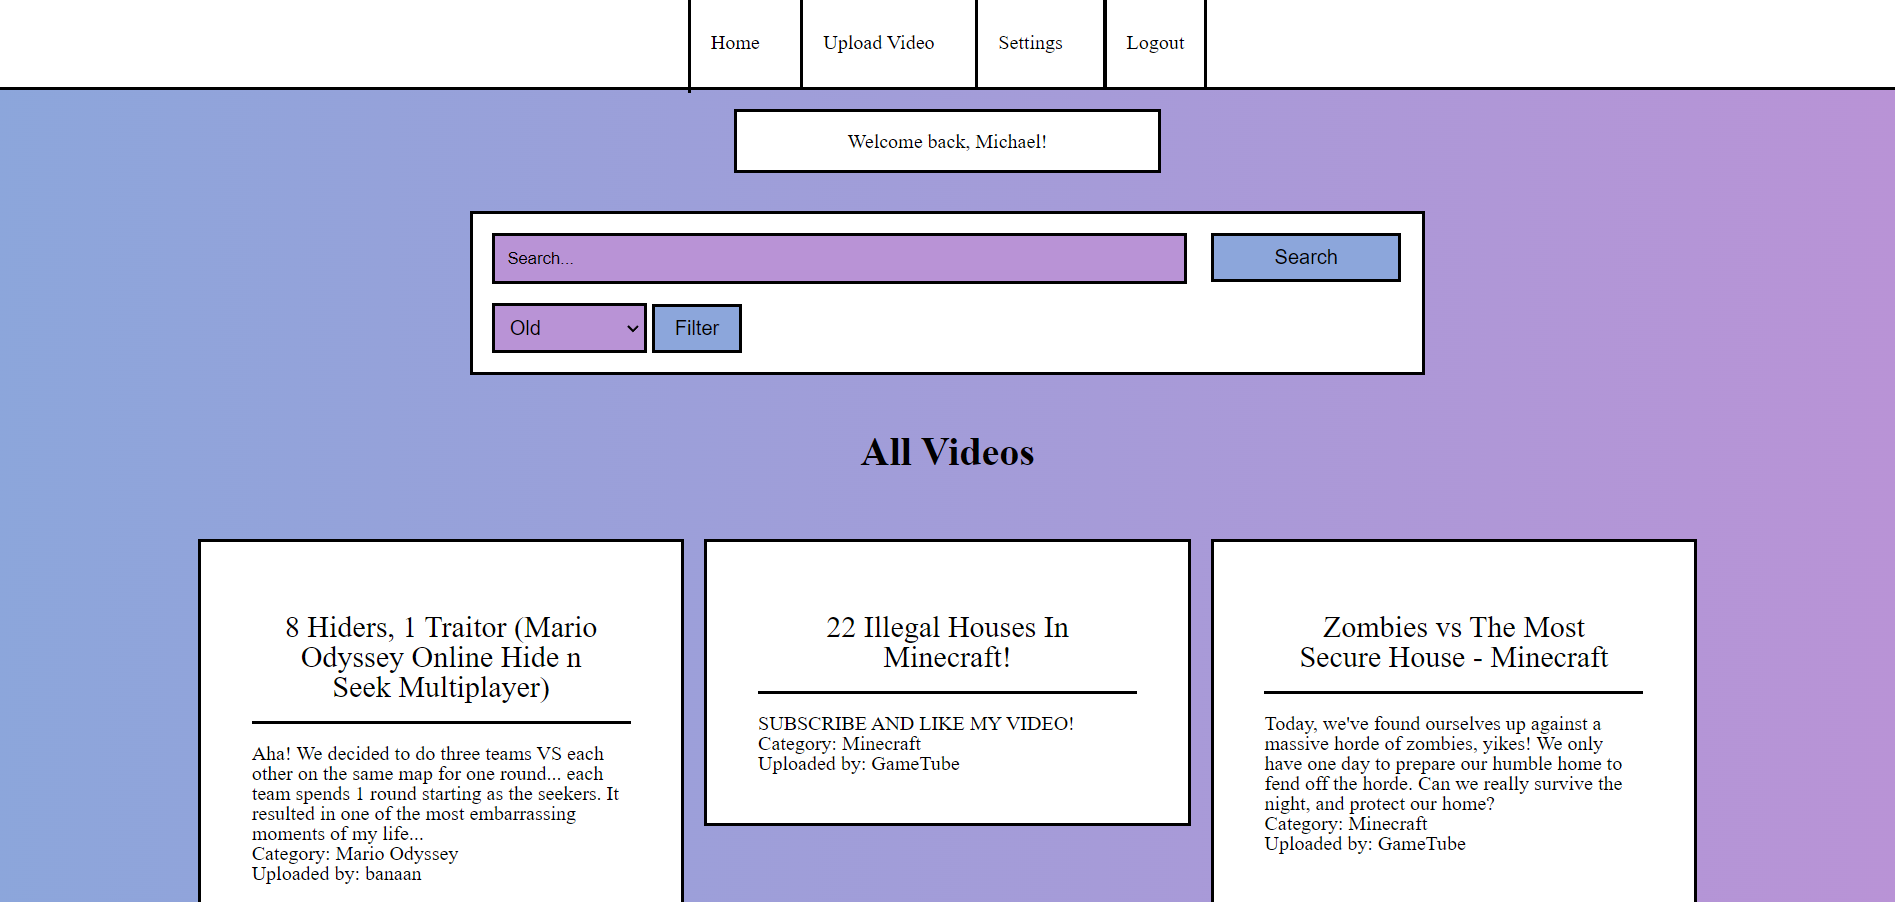 Home
Upload Video
Settings
Logout
Welcome back, Michael!
Search...
Search
Old
Filter
All Videos
8 Hiders, 1 Traitor (Mario
Odyssey Online Hide n
Seek Multiplayer)
Aha! We decided to do three teams VS each
other on the same map for one round... each
team spends 1 round starting as the seekers. It
resulted in one of the most embarrassing
moments of my life...
Category: Mario Odyssey
Uploaded by: banaan
22 Illegal Houses In
Minecraft!
SUBSCRIBE AND LIKE MY VIDEO!
Category: Minecraft
Uploaded by: GameTube
Zombies vs The Most
Secure House - Minecraft
Today, we've found ourselves up against a
massive horde of zombies, yikes! We only
have one day to prepare our humble home to
fend off the horde. Can we really survive the
night, and protect our home?
Category: Minecraft
Uploaded by: GameTube